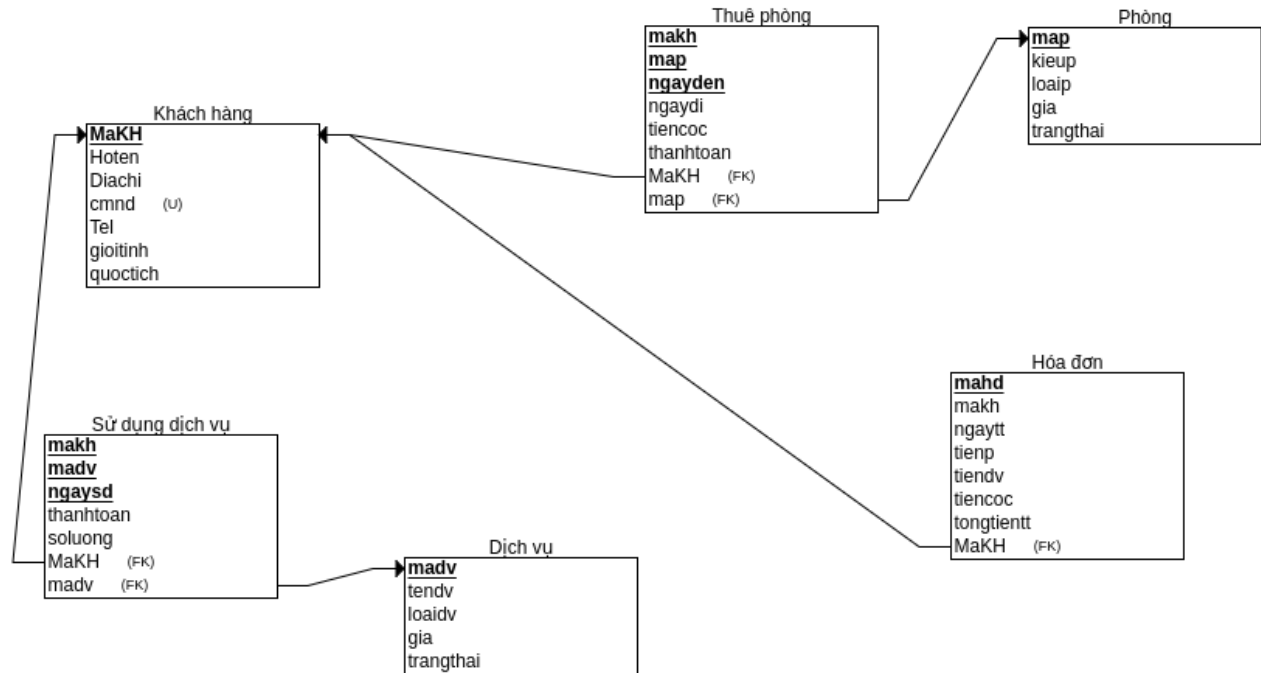 Thuê phòng
makh
map
ngayden
ngaydi
tiencoc
thanhtoan
MaKH (FK)
map (FK)
Phòng
map
kieup
loaip
gia
trangthai
Khách hàng
MaKH
Hoten
Diachi
cmnd (U)
Tel
gioitinh
quoctich
Hóa đơn
mahd
makh
ngaytt
tienp
tiendv
tiencoc
tongtientt
MaKH (FK)
Sử dụng dịch vụ
makh
madv
ngaysd
thanhtoan
soluong
MaKH (FK)
madv (FK)
Dịch vụ
madv
tendv
loaidv
gia
trangthai